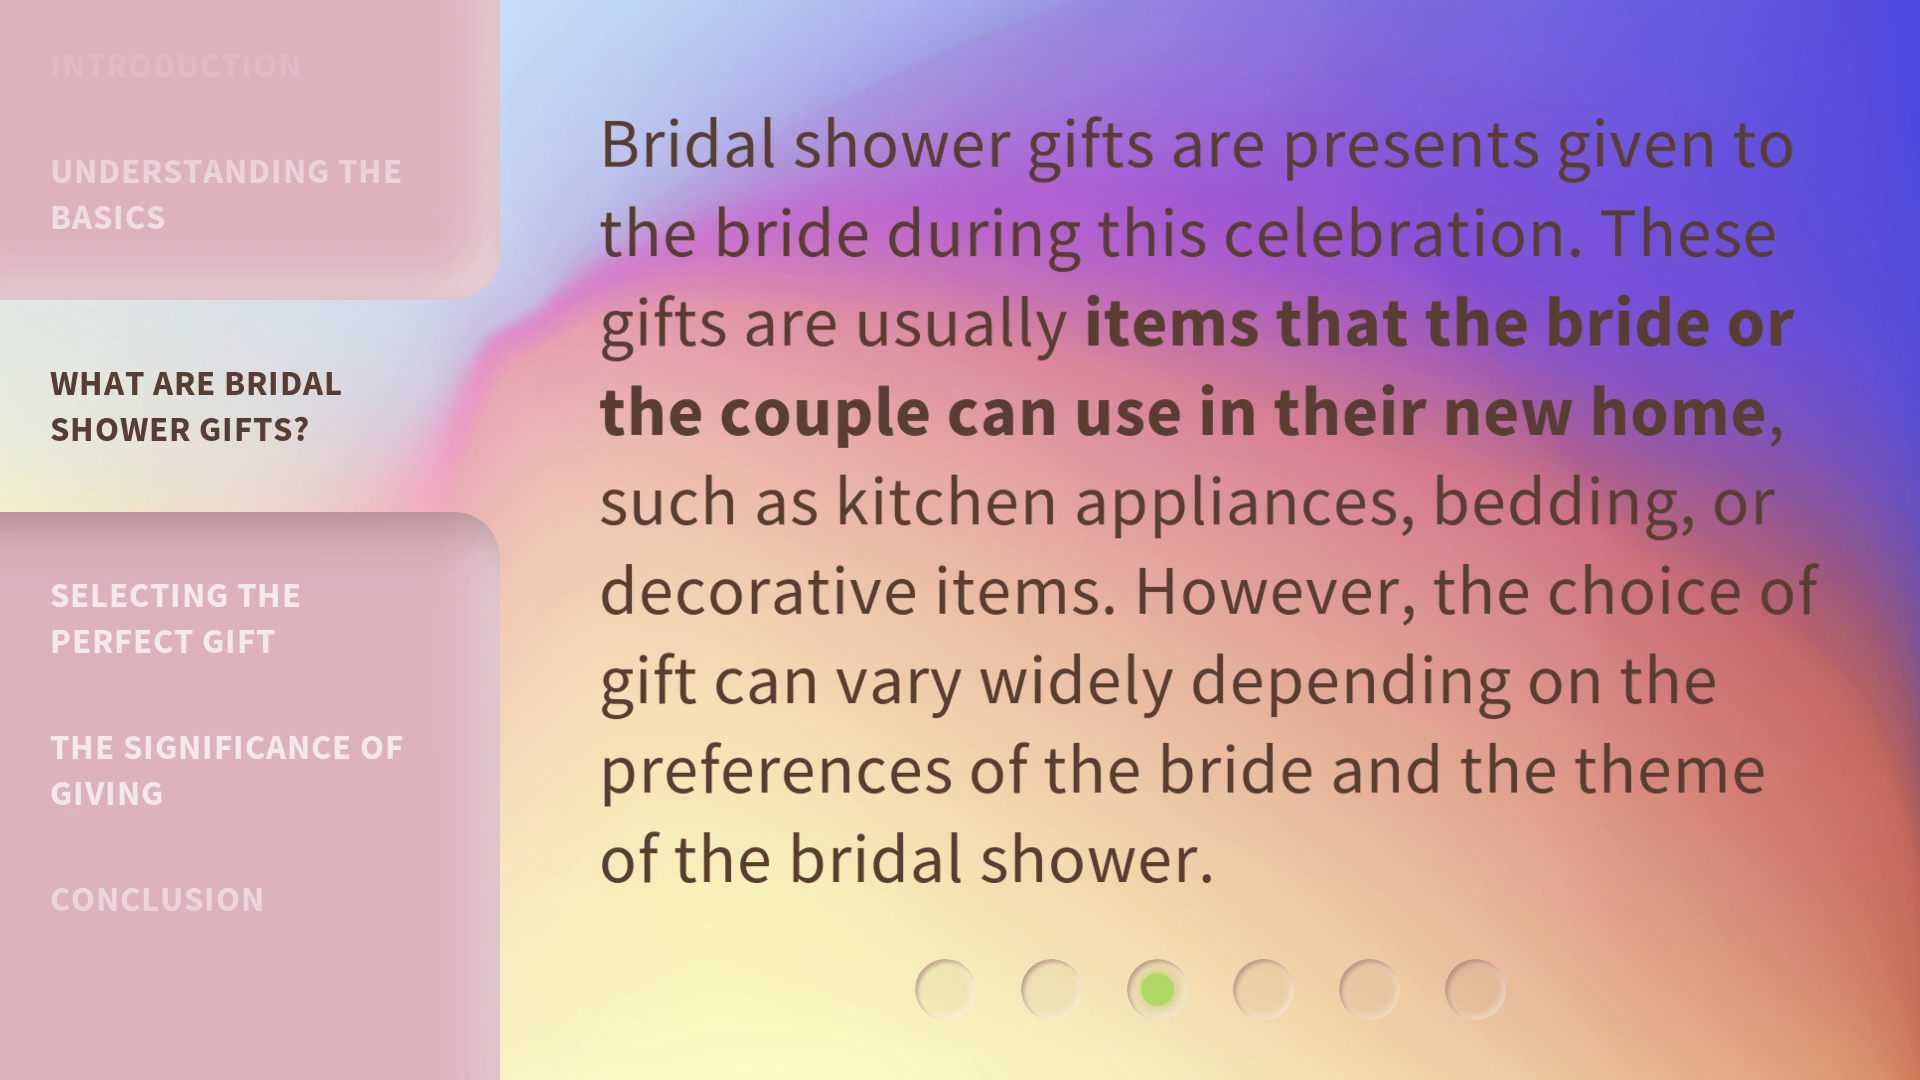 INTRODUCTION
UNDERSTANDING THE
BASICS
WHAT ARE BRIDAL
SHOWER GIFTS?
SELECTING THE
PERFECT GIFT
THE SIGNIFICANCE OF
GIVING
CONCLUSION
Bridal shower gifts are presents given to
the bride during this celebration. These
gifts are usually items that the bride or
the couple can use in their new home,
such as kitchen appliances, bedding, or
decorative items. However, the choice of
gift can vary widely depending on the
preferences of the bride and the theme
of the bridal shower.